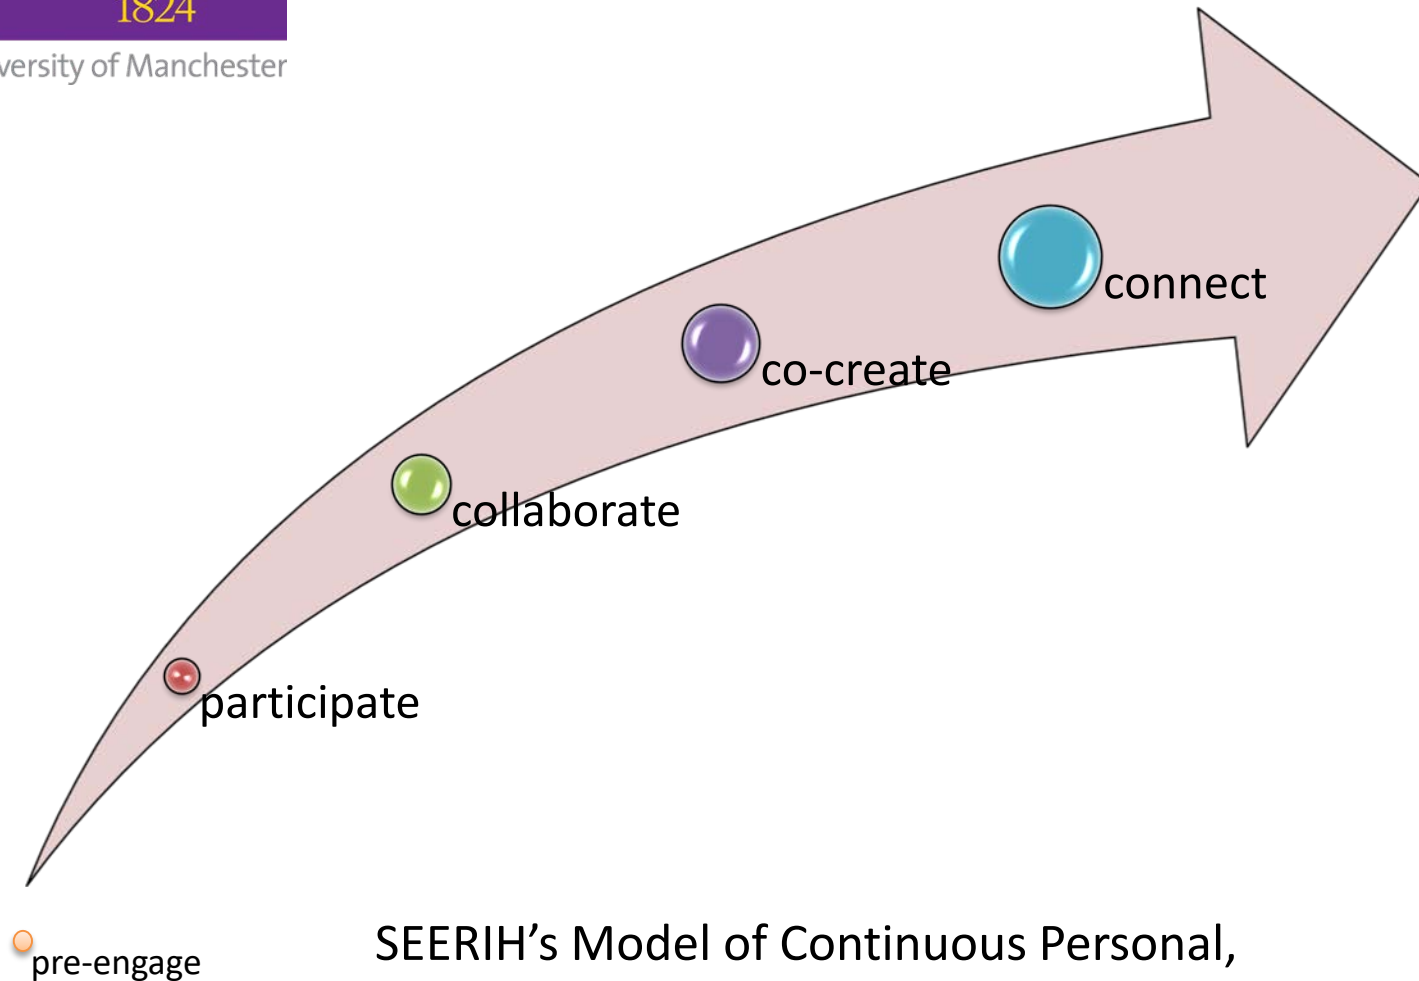 1824
versity of Manchester
connect
co-create
collaborate
participate
pre-engage
SEERIH’s Model of Continuous Personal,